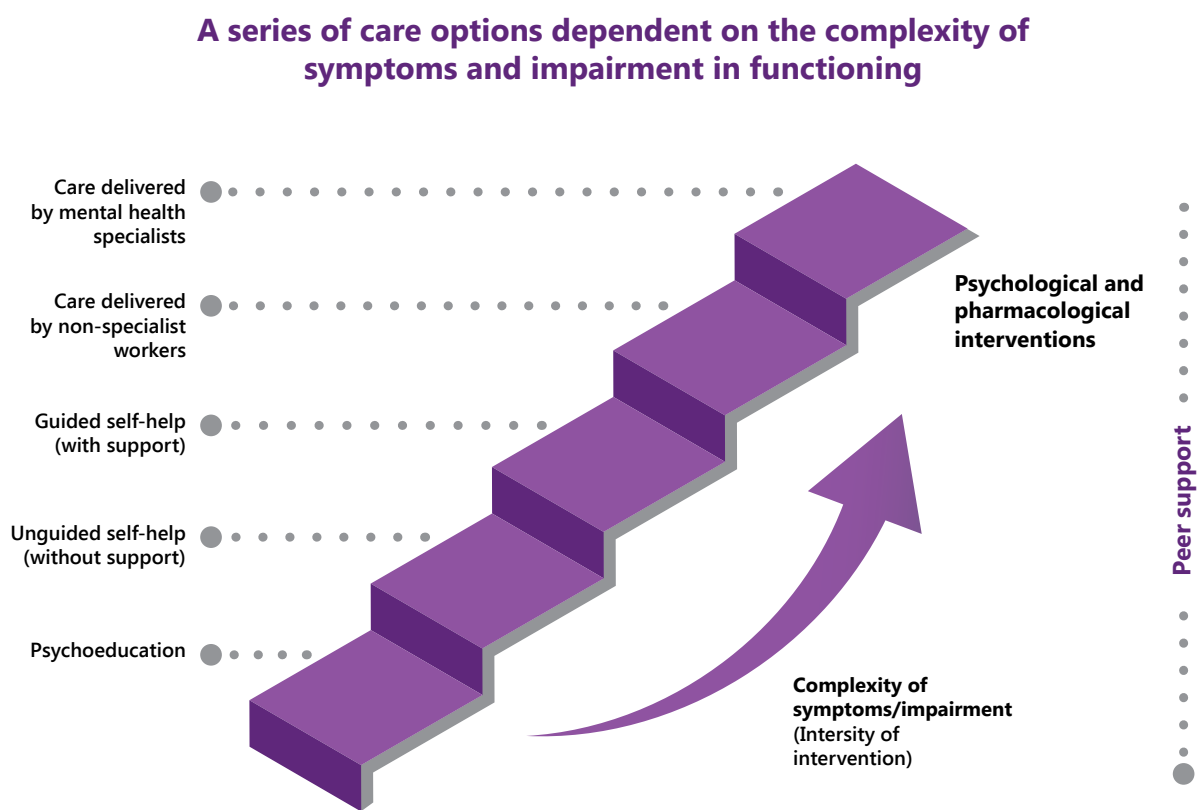 A series of care options dependent on the complexity of
symptoms and impairment in functioning
Care delivered
by mental health
specialists
Care delivered
by non-specialist
workers
Guided self-help
(with support)
Unguided self-help
(without support)
Psychoeducation
Psychological and
pharmacological
interventions
Complexity of
symptoms/impairment
(Intersity of
intervention)
Peer support